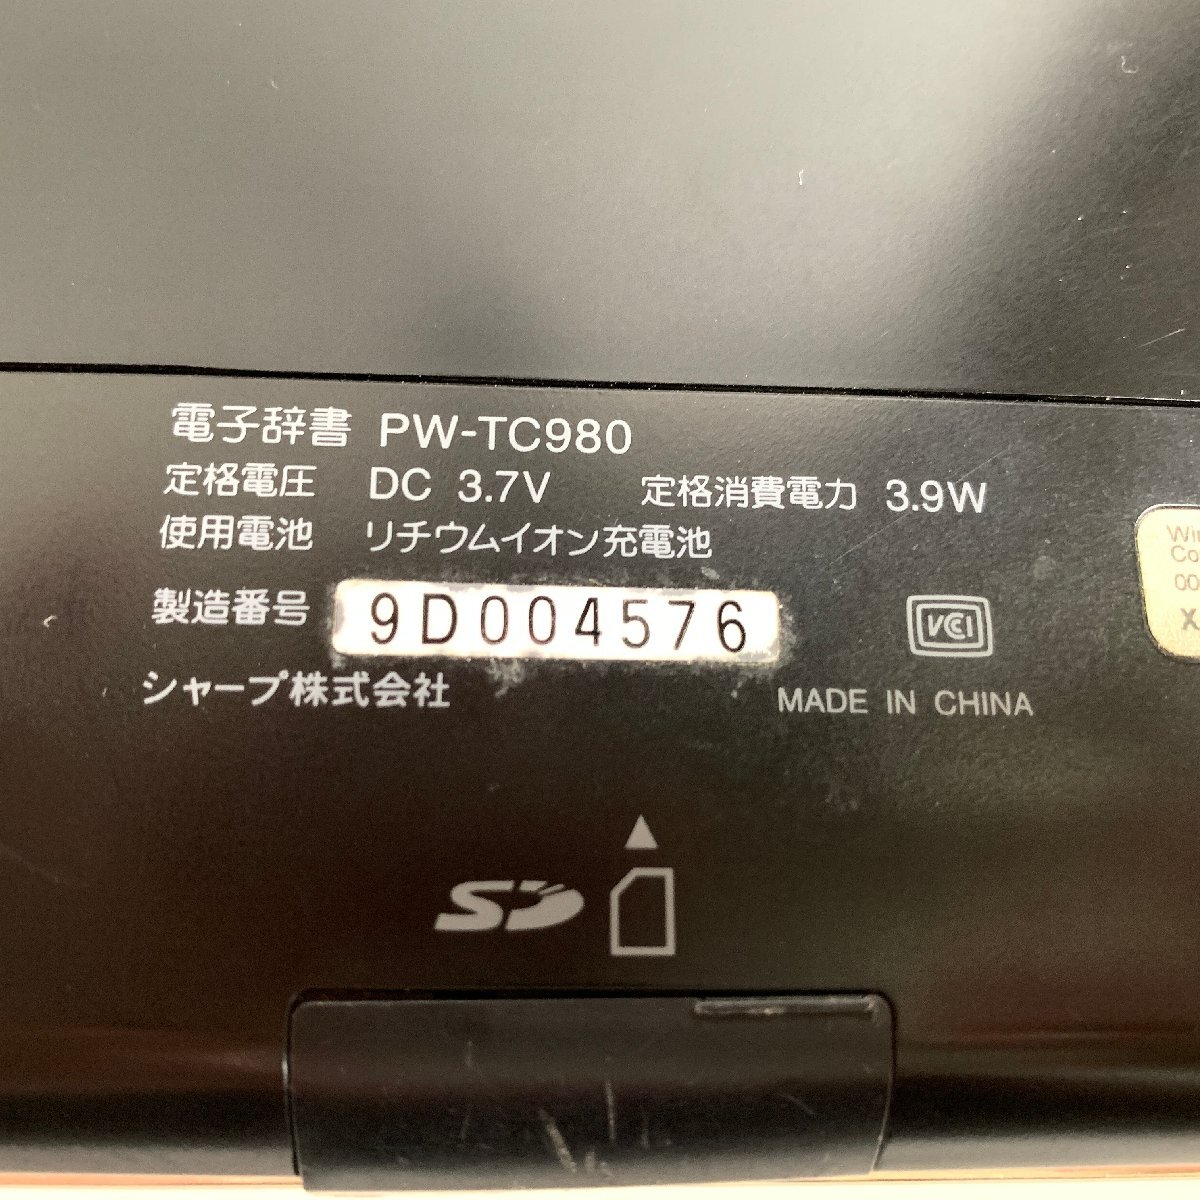 電子辞書 PW-TC980
定格電圧 DC 3.7V 定格消費電力 3.9W
使用電池 リチウムイオン充電池
製造番号 9D004576
VCCI
シャープ株式会社
MADE IN CHINA
SD